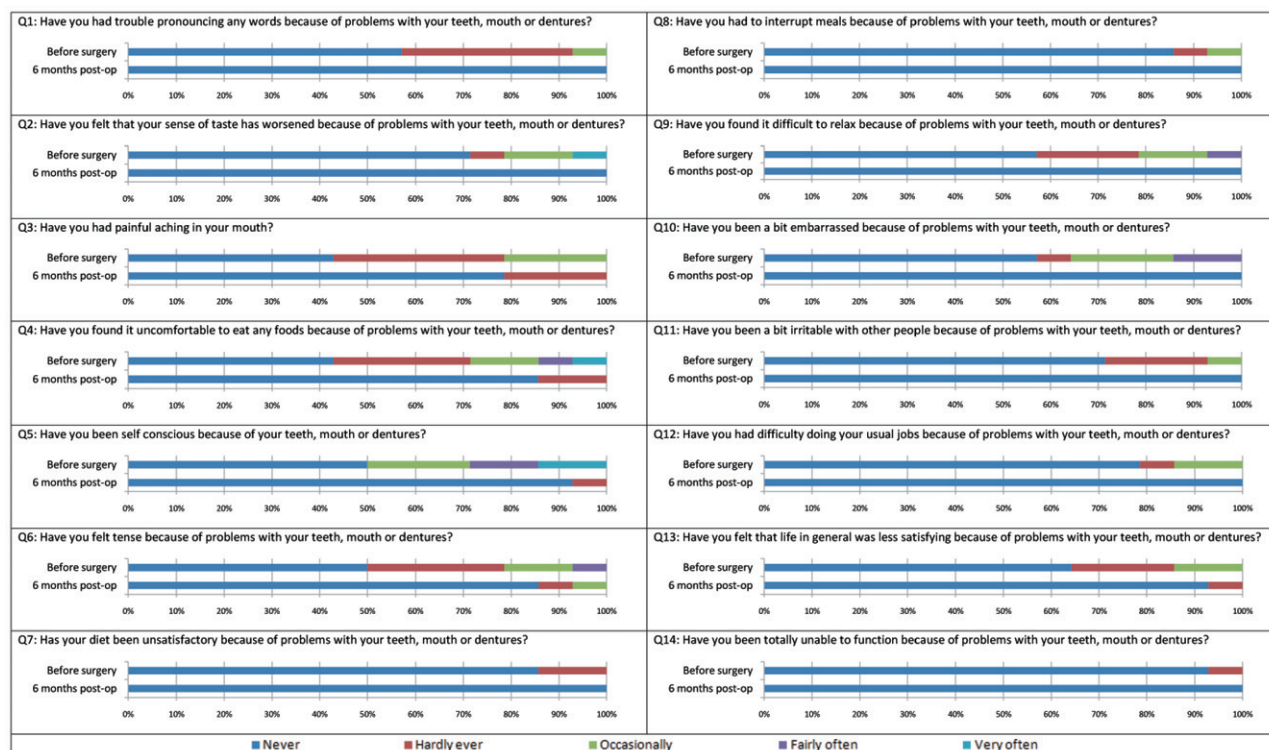 Q1: Have you had trouble pronouncing any words because of problems with your teeth, mouth or dentures?
Before surgery
6 months post-op
0% 10% 20% 30% 40% 50% 60% 70% 80% 90% 100%
Q2: Have you felt that your sense of taste has worsened because of problems with your teeth, mouth or dentures?
Before surgery
6 months post-op
0% 10% 20% 30% 40% 50% 60% 70% 80% 90% 100%
Q3: Have you had painful aching in your mouth?
Before surgery
6 months post-op
0% 10% 20% 30% 40% 50% 60% 70% 80% 90% 100%
Q4: Have you found it uncomfortable to eat any foods because of problems with your teeth, mouth or dentures?
Before surgery
6 months post-op
0% 10% 20% 30% 40% 50% 60% 70% 80% 90% 100%
Q5: Have you been self conscious because of your teeth, mouth or dentures?
Before surgery
6 months post-op
0% 10% 20% 30% 40% 50% 60% 70% 80% 90% 100%
Q6: Have you felt tense because of problems with your teeth, mouth or dentures?
Before surgery
6 months post-op
0% 10% 20% 30% 40% 50% 60% 70% 80% 90% 100%
Q7: Has your diet been unsatisfactory because of problems with your teeth, mouth or dentures?
Before surgery
6 months post-op
0% 10% 20% 30% 40% 50% 60% 70% 80% 90% 100%
Q8: Have you had to interrupt meals because of problems with your teeth, mouth or dentures?
Before surgery
6 months post-op
0% 10% 20% 30% 40% 50% 60% 70% 80% 90% 100%
Q9: Have you found it difficult to relax because of problems with your teeth, mouth or dentures?
Before surgery
6 months post-op
0% 10% 20% 30% 40% 50% 60% 70% 80% 90% 100%
Q10: Have you been a bit embarrassed because of problems with your teeth, mouth or dentures?
Before surgery
6 months post-op
0% 10% 20% 30% 40% 50% 60% 70% 80% 90% 100%
Q11: Have you been a bit irritable with other people because of problems with your teeth, mouth or dentures?
Before surgery
6 months post-op
0% 10% 20% 30% 40% 50% 60% 70% 80% 90% 100%
Q12: Have you had difficulty doing your usual jobs because of problems with your teeth, mouth or dentures?
Before surgery
6 months post-op
0% 10% 20% 30% 40% 50% 60% 70% 80% 90% 100%
Q13: Have you felt that life in general was less satisfying because of problems with your teeth, mouth or dentures?
Before surgery
6 months post-op
0% 10% 20% 30% 40% 50% 60% 70% 80% 90% 100%
Q14: Have you been totally unable to function because of problems with your teeth, mouth or dentures?
Before surgery
6 months post-op
0% 10% 20% 30% 40% 50% 60% 70% 80% 90% 100%
Never Hardly ever Occasionally Fairly often Very often